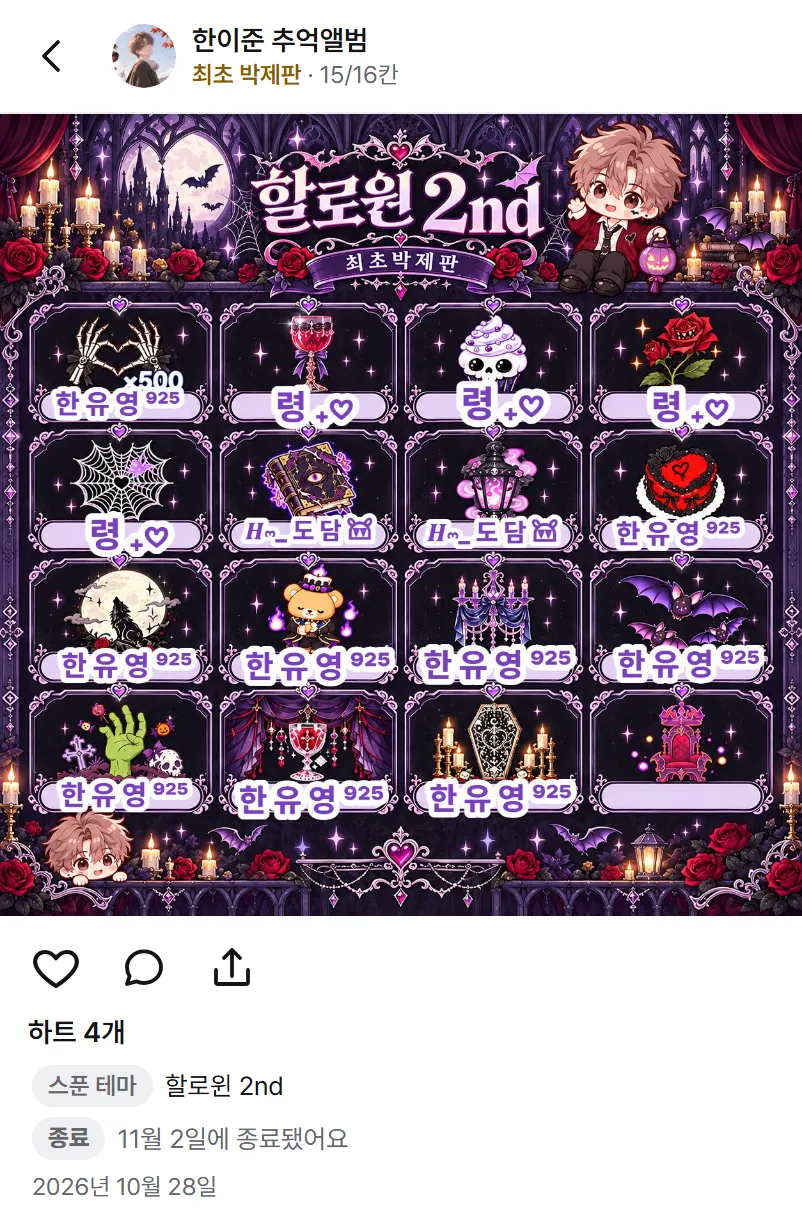 한이준 추억앨범
최초 박제판 · 15/16칸
할로윈 2nd
최초박제판
×500
한유영925
령+♡
령+♡
령+♡
령+♡
Hෆ_도담
Hෆ_도담
한유영925
한유영925
한유영925
한유영925
한유영925
한유영925
한유영925
한유영925
하트 4개
스푼 테마 할로윈 2nd
종료 11월 2일에 종료됐어요
2026년 10월 28일